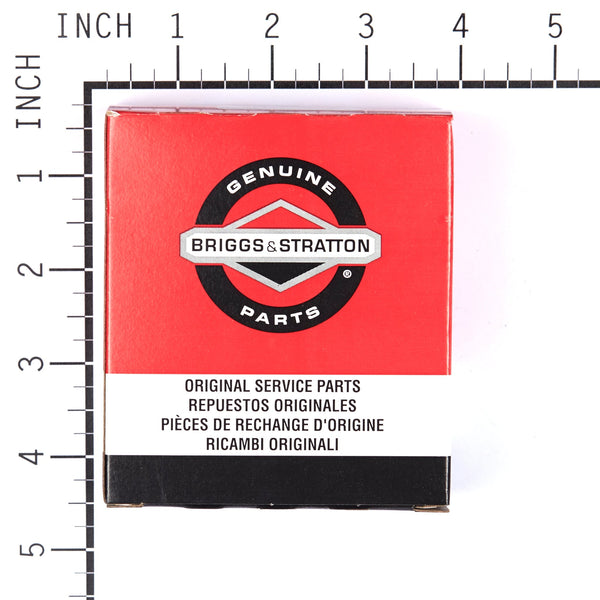 INCH 1 2 3 4 5
INCH
1
2
3
4
5
GENUINE
BRIGGS & STRATTON
®
PARTS
ORIGINAL SERVICE PARTS
REPUESTOS ORIGINALES
PIÈCES DE RECHANGE D'ORIGINE
RICAMBI ORIGINALI